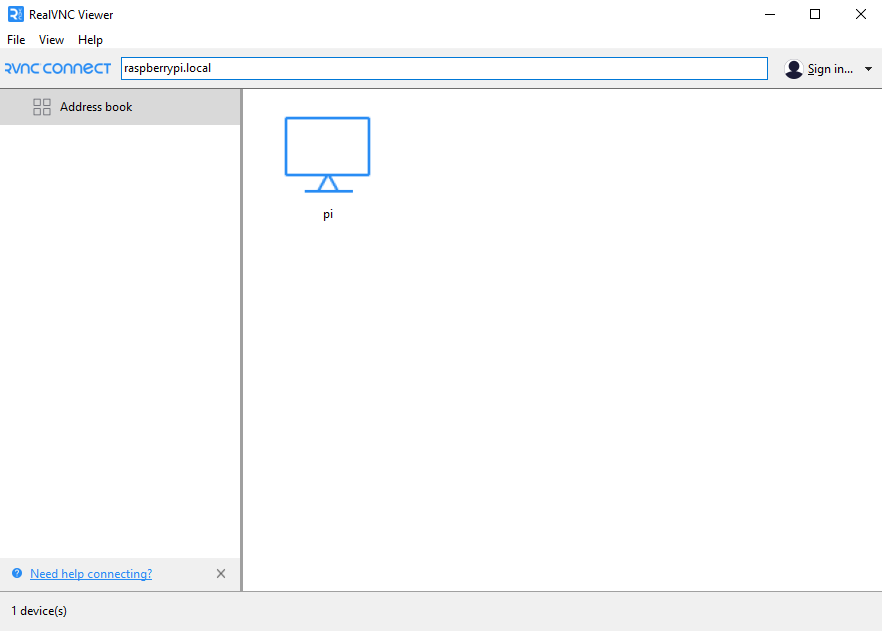 RealVNC Viewer
File View Help
RVNC CONNECT raspberrypi.local Sign in...
Address book
pi
Need help connecting?
1 device(s)